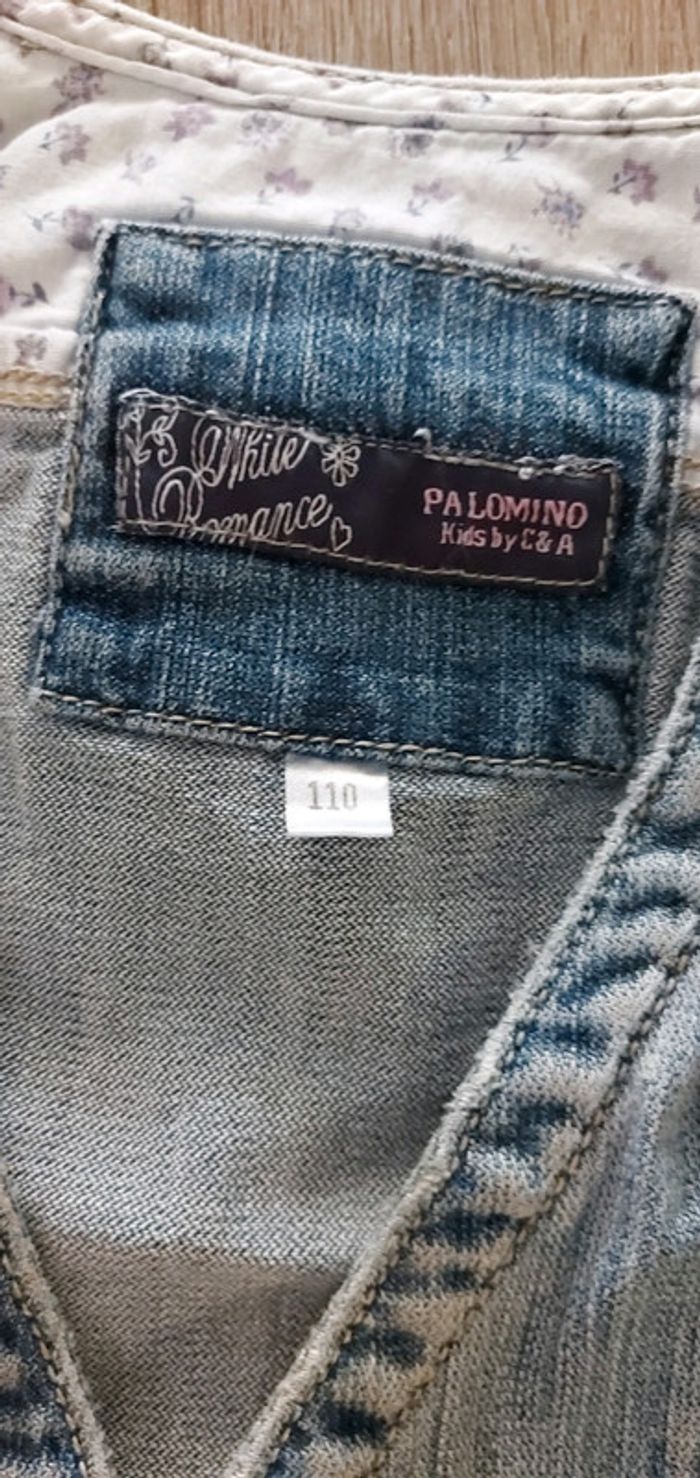 White
Romance
PALOMINO
Kids by C&A
110